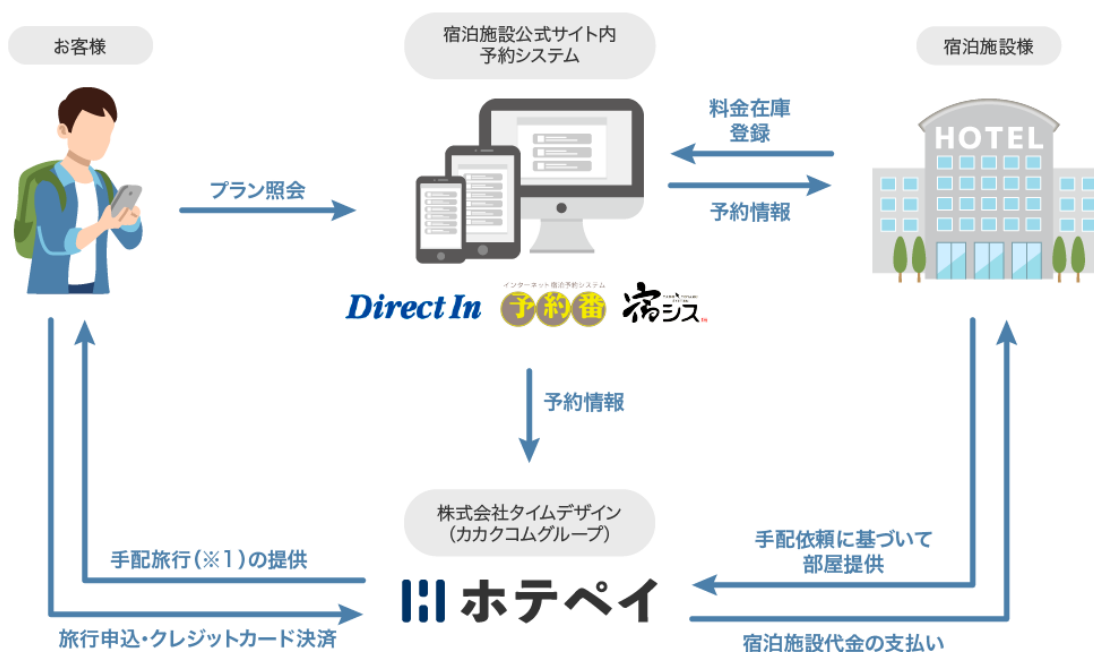 お客様
宿泊施設公式サイト内
予約システム
宿泊施設様
料金在庫
登録
HOTEL
プラン照会
予約情報
インターネット宿泊予約システム
Direct In
予約番
宿シス
予約情報
株式会社タイムデザイン
（カカクコムグループ）
手配依頼に基づいて
部屋提供
手配旅行（※1）の提供
ホテペイ
旅行申込・クレジットカード決済
宿泊施設代金の支払い